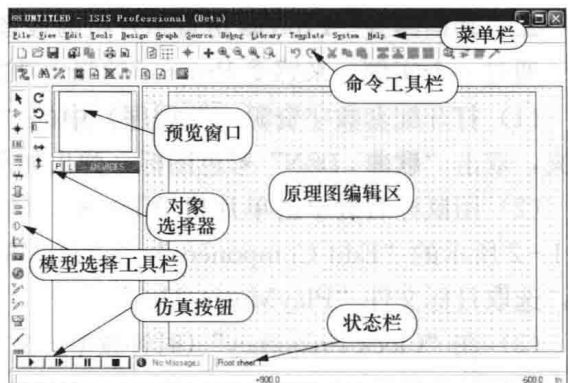 UNTITLED - ISIS Professional (Beta)
File View Edit Tools Design Graph Source Debug Library Template System Help
菜单栏
命令工具栏
预览窗口
P L DEVICES
对象
选择器
原理图编辑区
模型选择工具栏
仿真按钮
状态栏
No Messages
Root sheet 1
+900.0
-600.0
th